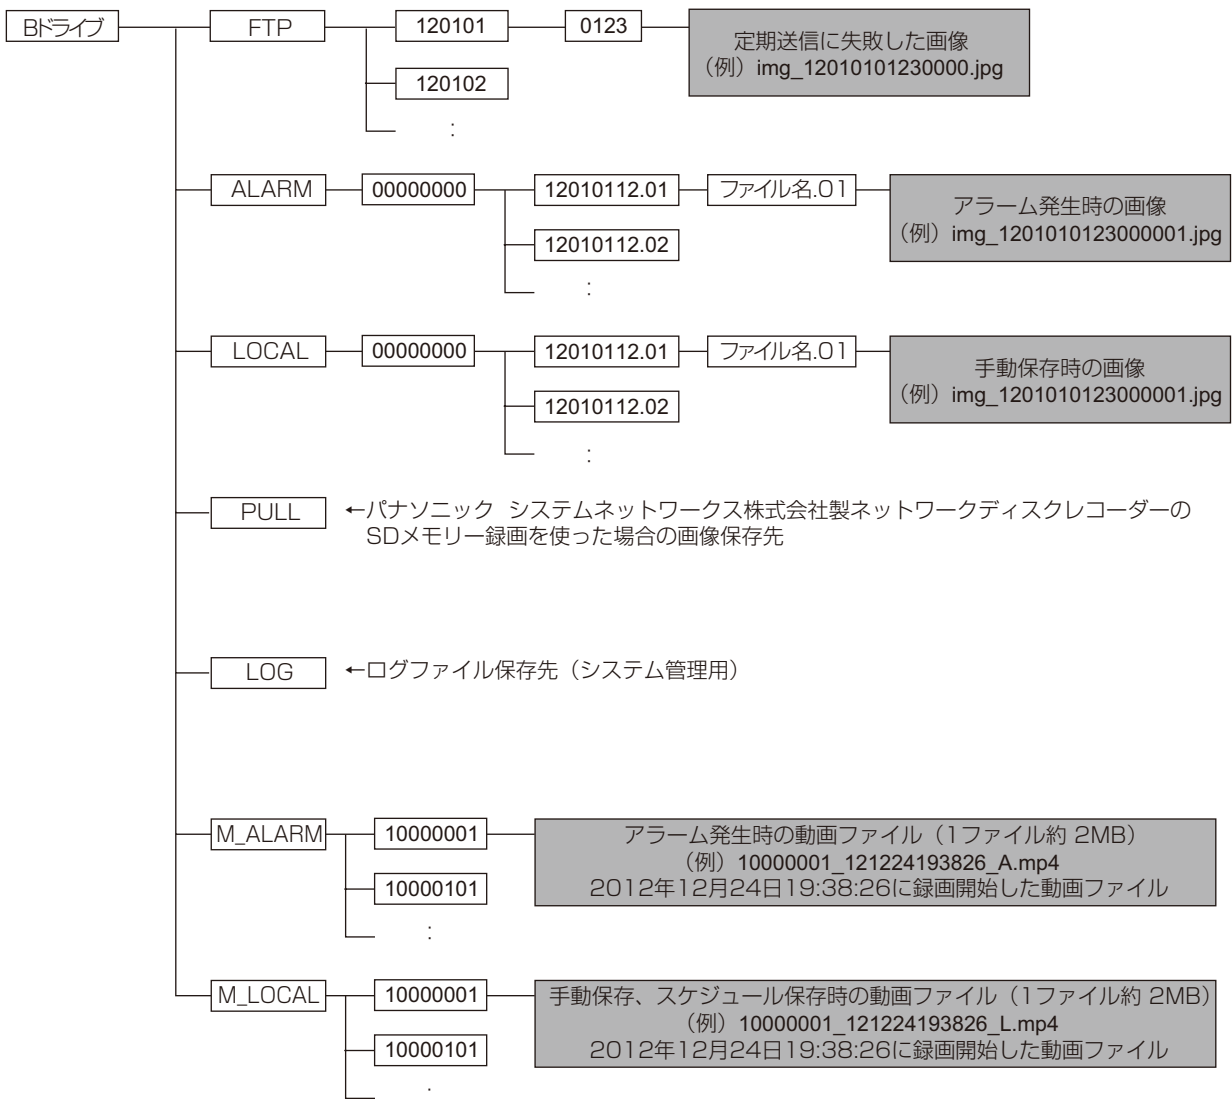 Bドライブ
FTP
120101
0123
定期送信に失敗した画像
（例）img_12010101230000.jpg
120102
:
ALARM
00000000
12010112.01
ファイル名.01
アラーム発生時の画像
（例）img_1201010123000001.jpg
12010112.02
:
LOCAL
00000000
12010112.01
ファイル名.01
手動保存時の画像
（例）img_1201010123000001.jpg
12010112.02
:
PULL
←パナソニック システムネットワークス株式会社製ネットワークディスクレコーダーの
SDメモリー録画を使った場合の画像保存先
LOG
←ログファイル保存先（システム管理用）
M_ALARM
10000001
アラーム発生時の動画ファイル（1ファイル約 2MB）
（例）10000001_121224193826_A.mp4
2012年12月24日19:38:26に録画開始した動画ファイル
10000101
:
M_LOCAL
10000001
手動保存、スケジュール保存時の動画ファイル（1ファイル約 2MB）
（例）10000001_121224193826_L.mp4
2012年12月24日19:38:26に録画開始した動画ファイル
10000101
: